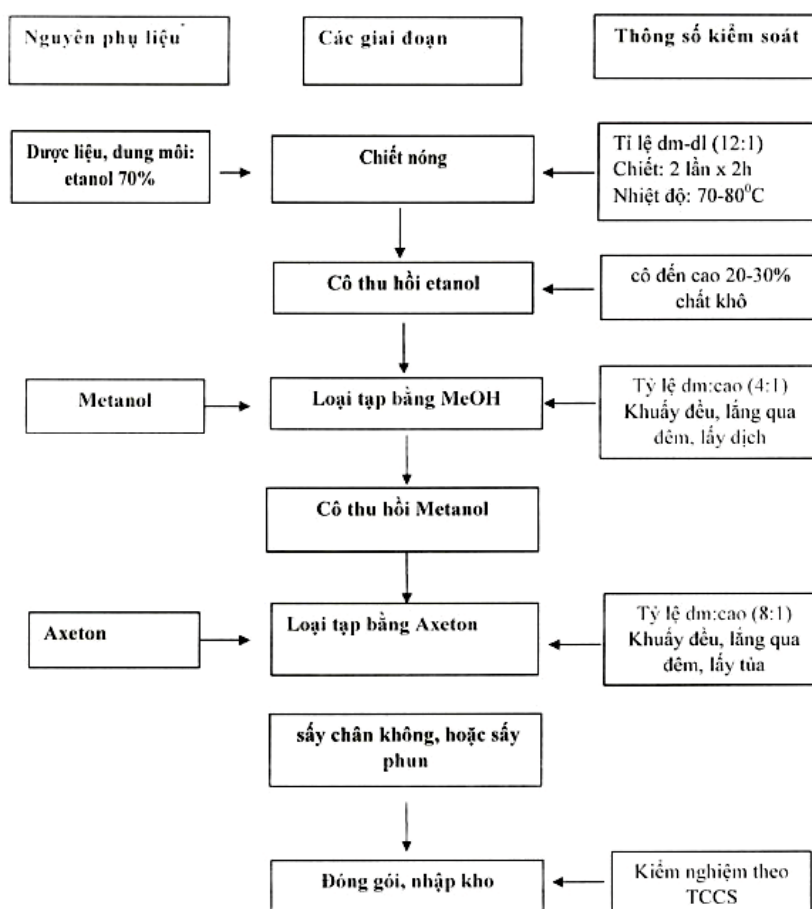 Nguyên phụ liệu
Các giai đoạn
Thông số kiểm soát
Dược liệu, dung môi:
etanol 70%
Chiết nóng
Tỉ lệ dm-dl (12:1)
Chiết: 2 lần x 2h
Nhiệt độ: 70-80⁰C
Cô thu hồi etanol
cô đến cao 20-30%
chất khô
Metanol
Loại tạp bằng MeOH
Tỷ lệ dm:cao (4:1)
Khuấy đều, lắng qua
đêm, lấy dịch
Cô thu hồi Metanol
Axeton
Loại tạp bằng Axeton
Tỷ lệ dm:cao (8:1)
Khuấy đều, lắng qua
đêm, lấy tủa
sấy chân không, hoặc sấy
phun
Đóng gói, nhập kho
Kiểm nghiệm theo
TCCS